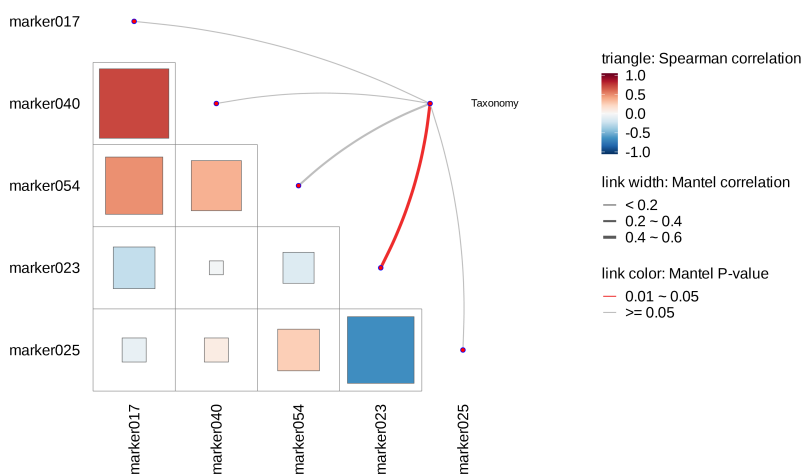 marker017
marker040
marker054
marker023
marker025
Taxonomy
triangle: Spearman correlation
1.0
0.5
0.0
-0.5
-1.0
link width: Mantel correlation
< 0.2
0.2 ~ 0.4
0.4 ~ 0.6
link color: Mantel P-value
0.01 ~ 0.05
>= 0.05
marker017
marker040
marker054
marker023
marker025